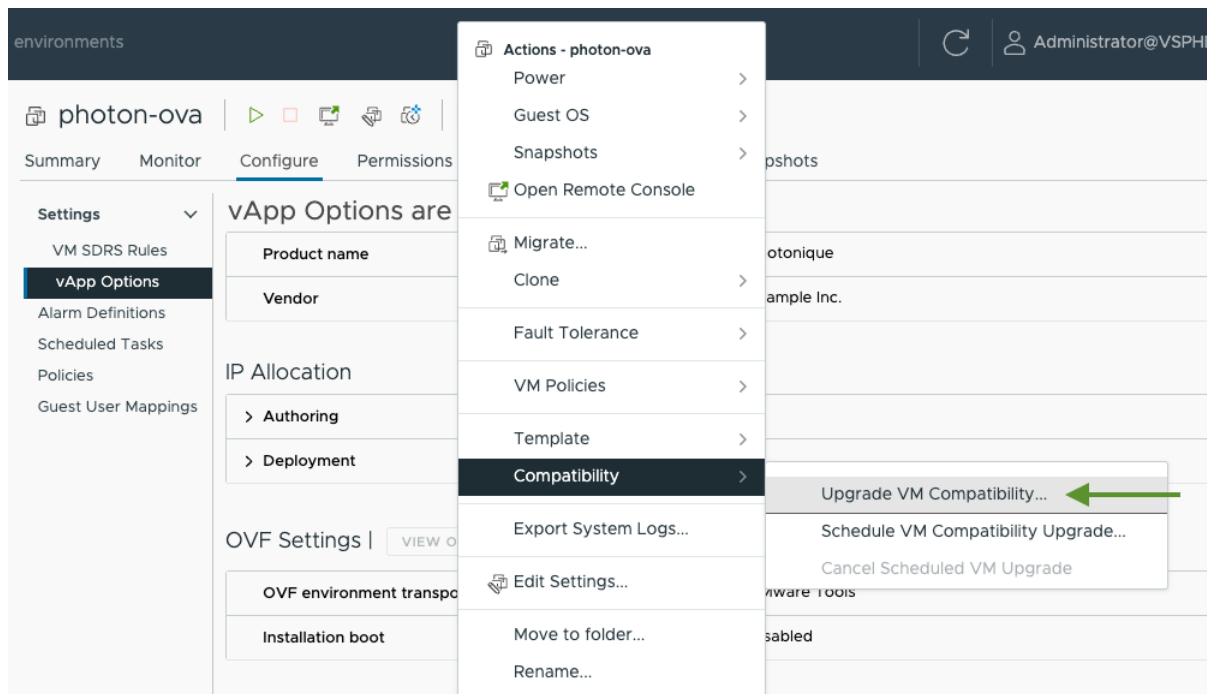 environments
Administrator@VSPH
photon-ova
Summary Monitor Configure Permissions pshots
Settings
VM SDRS Rules
vApp Options
Alarm Definitions
Scheduled Tasks
Policies
Guest User Mappings
vApp Options are
Product name otonique
Vendor ample Inc.
IP Allocation
Authoring
Deployment
OVF Settings | VIEW O
OVF environment transpo Mware Tools
Installation boot sabled
Actions - photon-ova
Power
Guest OS
Snapshots
Open Remote Console
Migrate...
Clone
Fault Tolerance
VM Policies
Template
Compatibility
Export System Logs...
Edit Settings...
Move to folder...
Rename...
Upgrade VM Compatibility...
Schedule VM Compatibility Upgrade...
Cancel Scheduled VM Upgrade